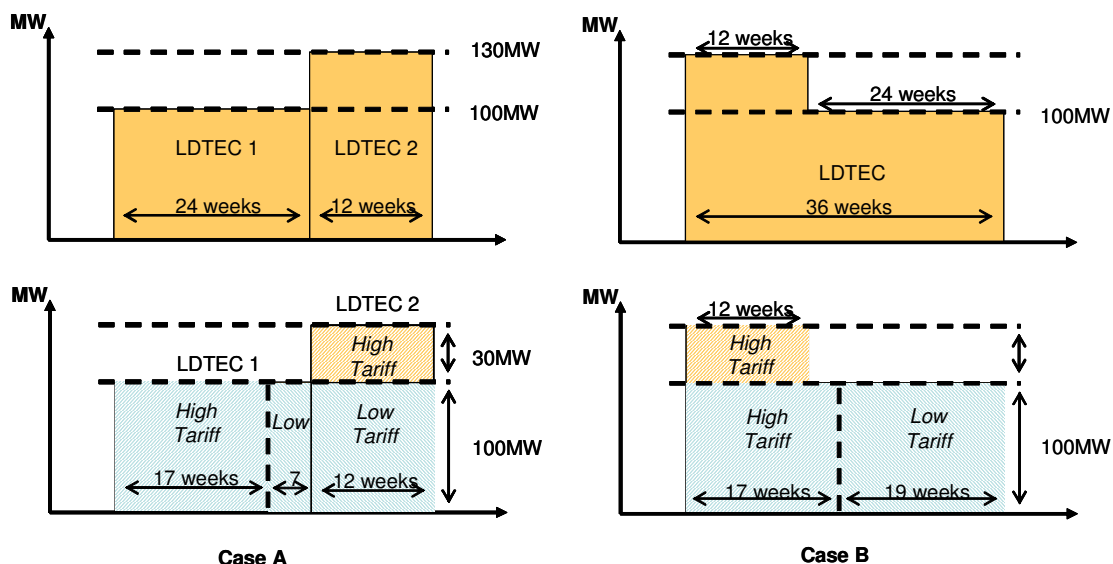 MW
130MW
100MW
LDTEC 1
LDTEC 2
24 weeks
12 weeks
MW
12 weeks
24 weeks
100MW
LDTEC
36 weeks
MW
LDTEC 2
High
Tariff
30MW
LDTEC 1
High
Tariff
Low
Low
Tariff
100MW
17 weeks
7
12 weeks
Case A
MW
12 weeks
High
Tariff
High
Tariff
Low
Tariff
100MW
17 weeks
19 weeks
Case B